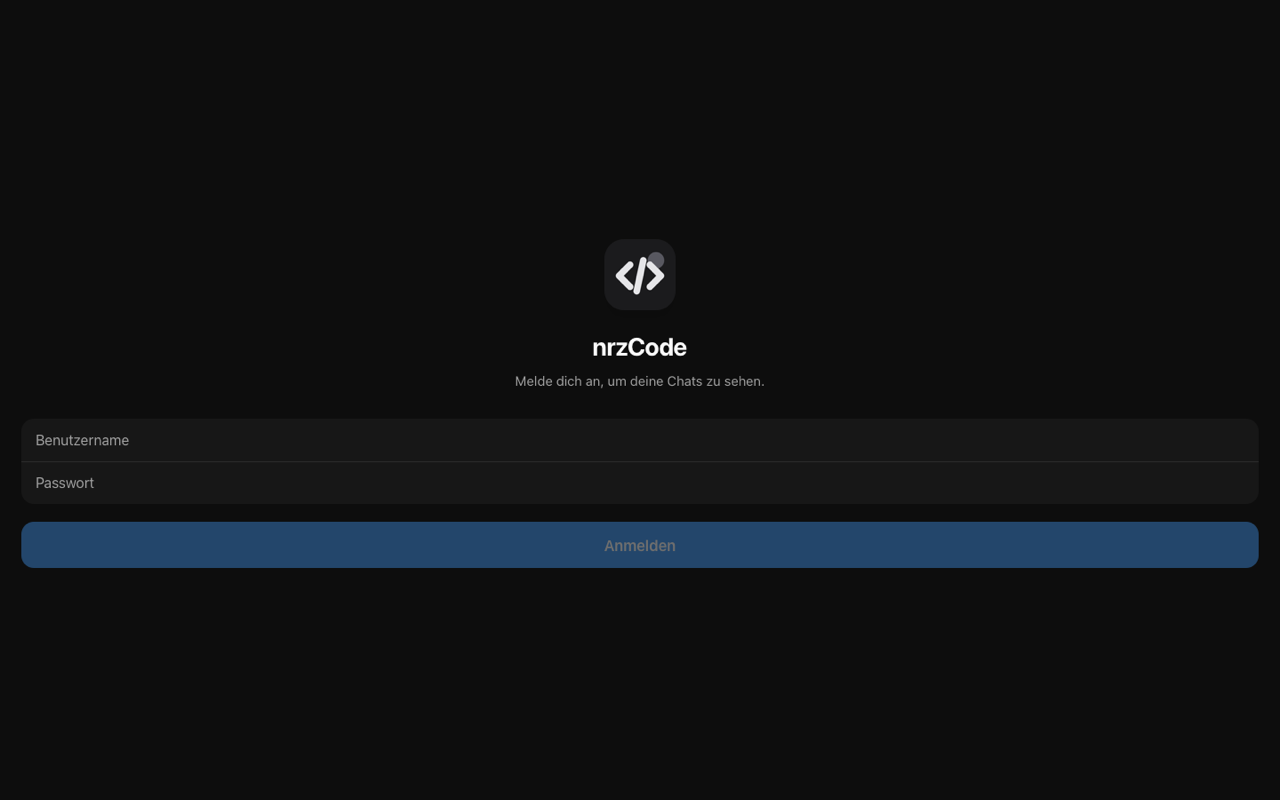 nrzCode
Melde dich an, um deine Chats zu sehen.
Benutzername
Passwort
Anmelden